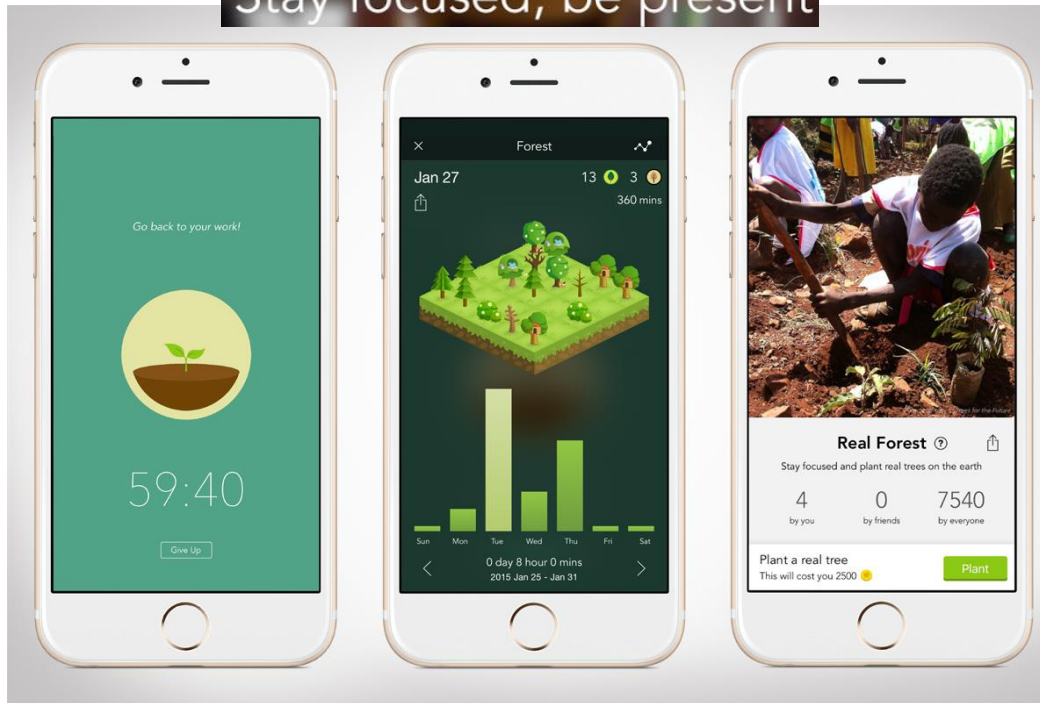 Stay focused, be present
Go back to your work!
59:40
Give Up
Forest
Jan 27
13 3
360 mins
Sun Mon Tue Wed Thu Fri Sat
0 day 8 hour 0 mins
2015 Jan 25 - Jan 31
for the Future
Real Forest ?
Stay focused and plant real trees on the earth
4 0 7540
by you by friends by everyone
Plant a real tree
This will cost you 2500
Plant